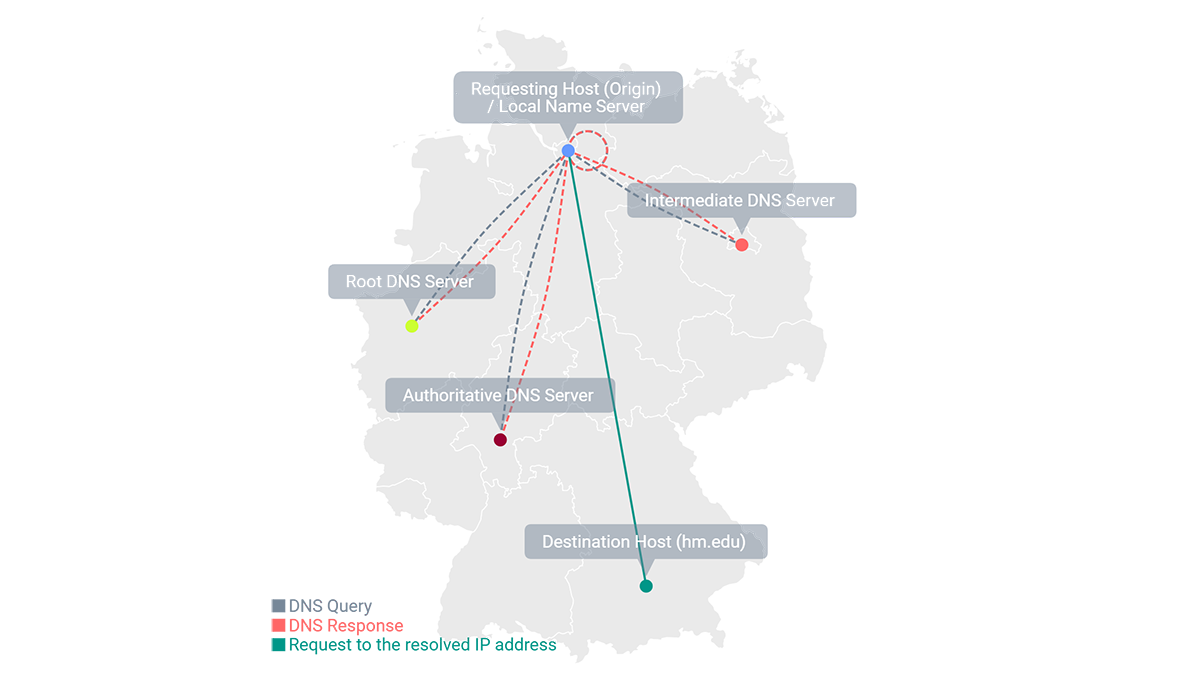 Requesting Host (Origin)
/ Local Name Server
Intermediate DNS Server
Root DNS Server
Authoritative DNS Server
Destination Host (hm.edu)
DNS Query
DNS Response
Request to the resolved IP address